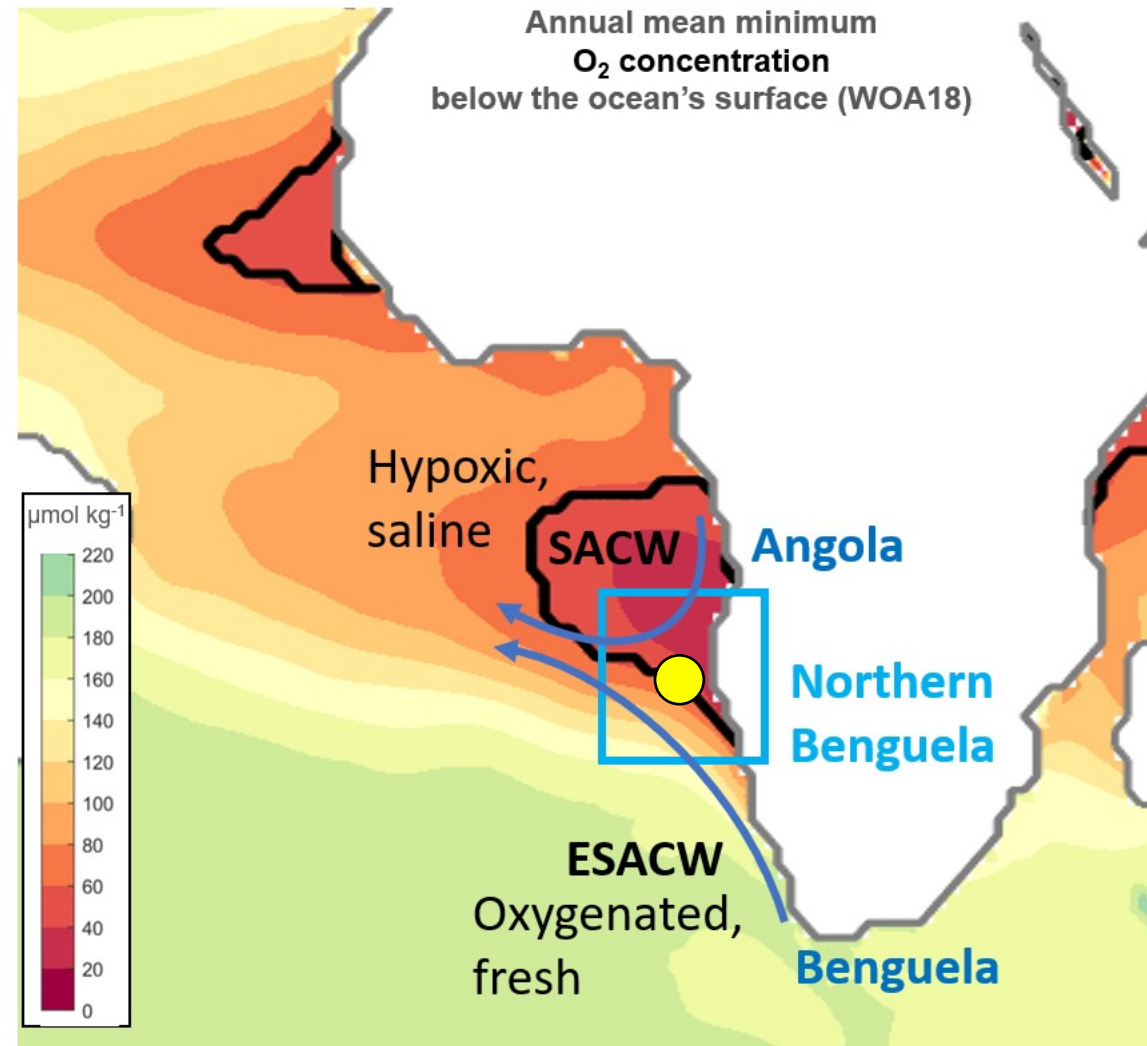 Annual mean minimum
O₂ concentration
below the ocean's surface (WOA18)
Hypoxic,
saline
SACW
Angola
µmol kg⁻¹
220
200
180
160
140
120
100
80
60
40
20
0
Northern
Benguela
ESACW
Oxygenated,
fresh
Benguela